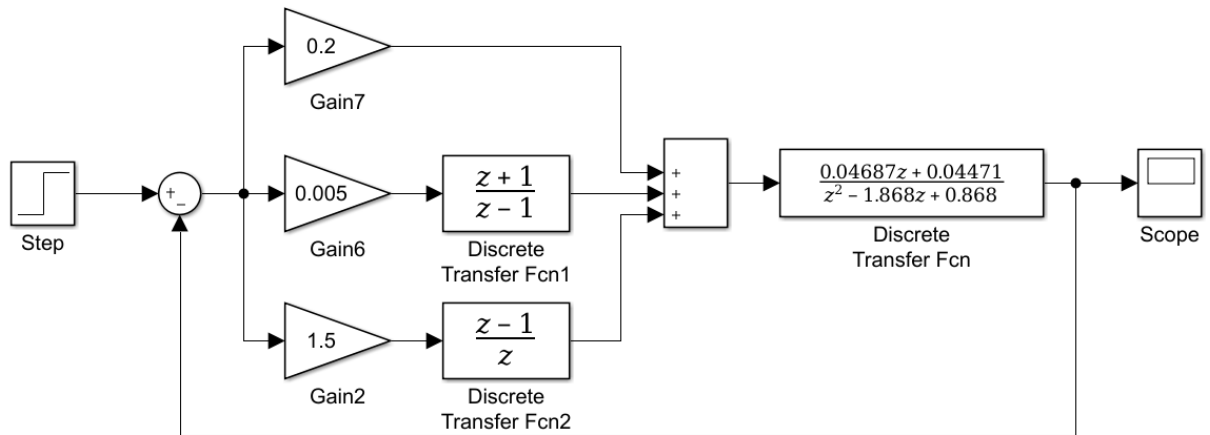 0.2
Gain7
Step
+
−
0.005
Gain6
z + 1
z − 1
Discrete
Transfer Fcn1
+
+
+
0.04687z + 0.04471
z² − 1.868z + 0.868
Discrete
Transfer Fcn
Scope
1.5
Gain2
z − 1
z
Discrete
Transfer Fcn2